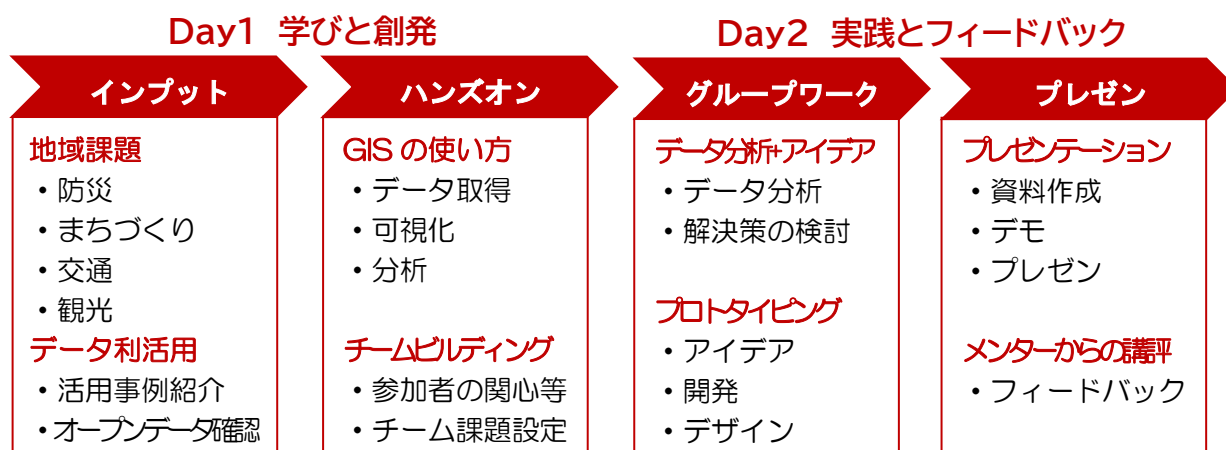 Day1 学びと創発
インプット
地域課題
・防災
・まちづくり
・交通
・観光
データ利活用
・活用事例紹介
・オープンデータ確認
ハンズオン
GIS の使い方
・データ取得
・可視化
・分析
チームビルディング
・参加者の関心等
・チーム課題設定
Day2 実践とフィードバック
グループワーク
データ分析+アイデア
・データ分析
・解決策の検討
プロトタイピング
・アイデア
・開発
・デザイン
プレゼン
プレゼンテーション
・資料作成
・デモ
・プレゼン
メンターからの講評
・フィードバック